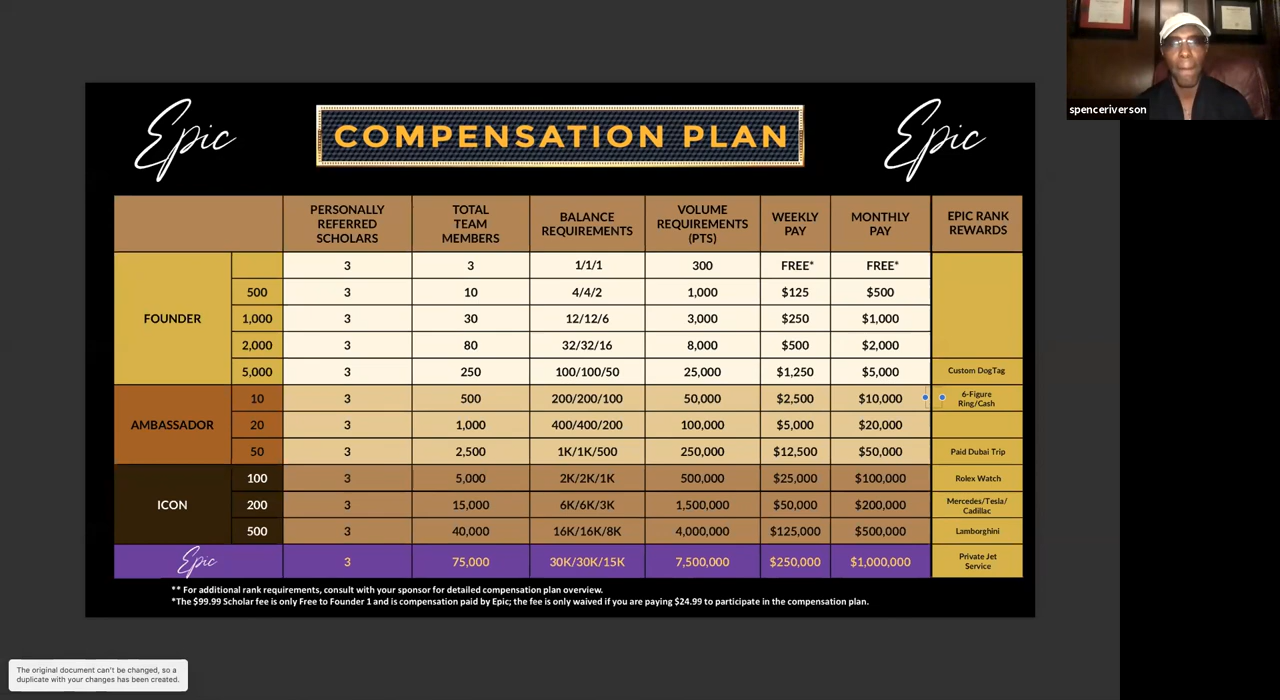 spenceriverson
Epic
COMPENSATION PLAN
Epic
PERSONALLY REFERRED SCHOLARS
TOTAL TEAM MEMBERS
BALANCE REQUIREMENTS
VOLUME REQUIREMENTS (PTS)
WEEKLY PAY
MONTHLY PAY
EPIC RANK REWARDS
FOUNDER
3 3 1/1/1 300 FREE* FREE*
500 3 10 4/4/2 1,000 $125 $500
1,000 3 30 12/12/6 3,000 $250 $1,000
2,000 3 80 32/32/16 8,000 $500 $2,000
5,000 3 250 100/100/50 25,000 $1,250 $5,000 Custom DogTag
AMBASSADOR
10 3 500 200/200/100 50,000 $2,500 $10,000 6-Figure Ring/Cash
20 3 1,000 400/400/200 100,000 $5,000 $20,000
50 3 2,500 1K/1K/500 250,000 $12,500 $50,000 Paid Dubai Trip
ICON
100 3 5,000 2K/2K/1K 500,000 $25,000 $100,000 Rolex Watch
200 3 15,000 6K/6K/3K 1,500,000 $50,000 $200,000 Mercedes/Tesla/ Cadillac
500 3 40,000 16K/16K/8K 4,000,000 $125,000 $500,000 Lamborghini
Epic 3 75,000 30K/30K/15K 7,500,000 $250,000 $1,000,000 Private Jet Service
** For additional rank requirements, consult with your sponsor for detailed compensation plan overview.
*The $99.99 Scholar fee is only Free to Founder 1 and is compensation paid by Epic; the fee is only waived if you are paying $24.99 to participate in the compensation plan.
The original document can't be changed, so a
duplicate with your changes has been created.